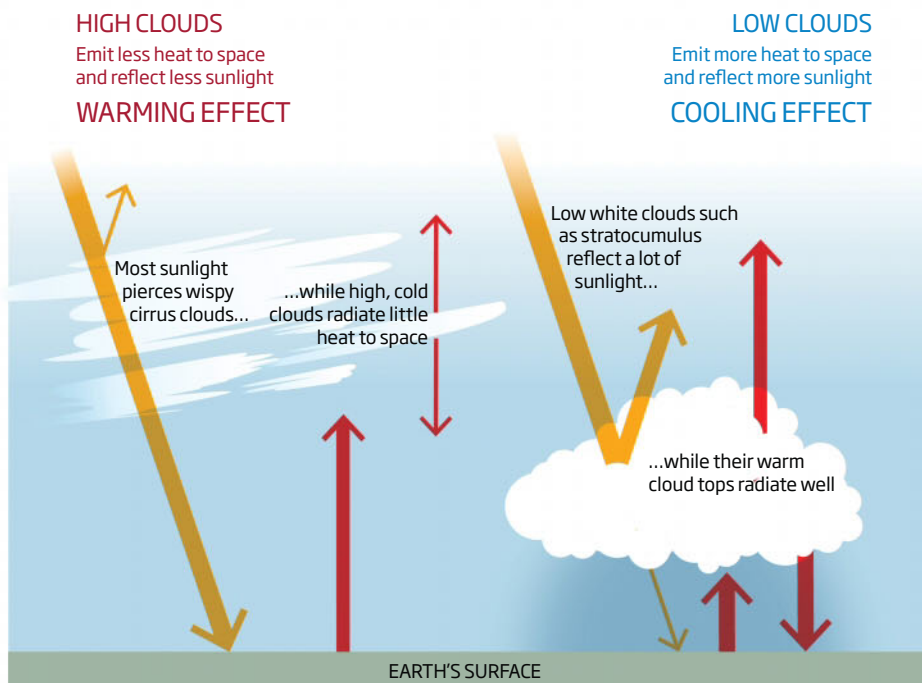 HIGH CLOUDS
Emit less heat to space
and reflect less sunlight
WARMING EFFECT
LOW CLOUDS
Emit more heat to space
and reflect more sunlight
COOLING EFFECT
Most sunlight
pierces wispy
cirrus clouds...
...while high, cold
clouds radiate little
heat to space
Low white clouds such
as stratocumulus
reflect a lot of
sunlight...
...while their warm
cloud tops radiate well
EARTH'S SURFACE